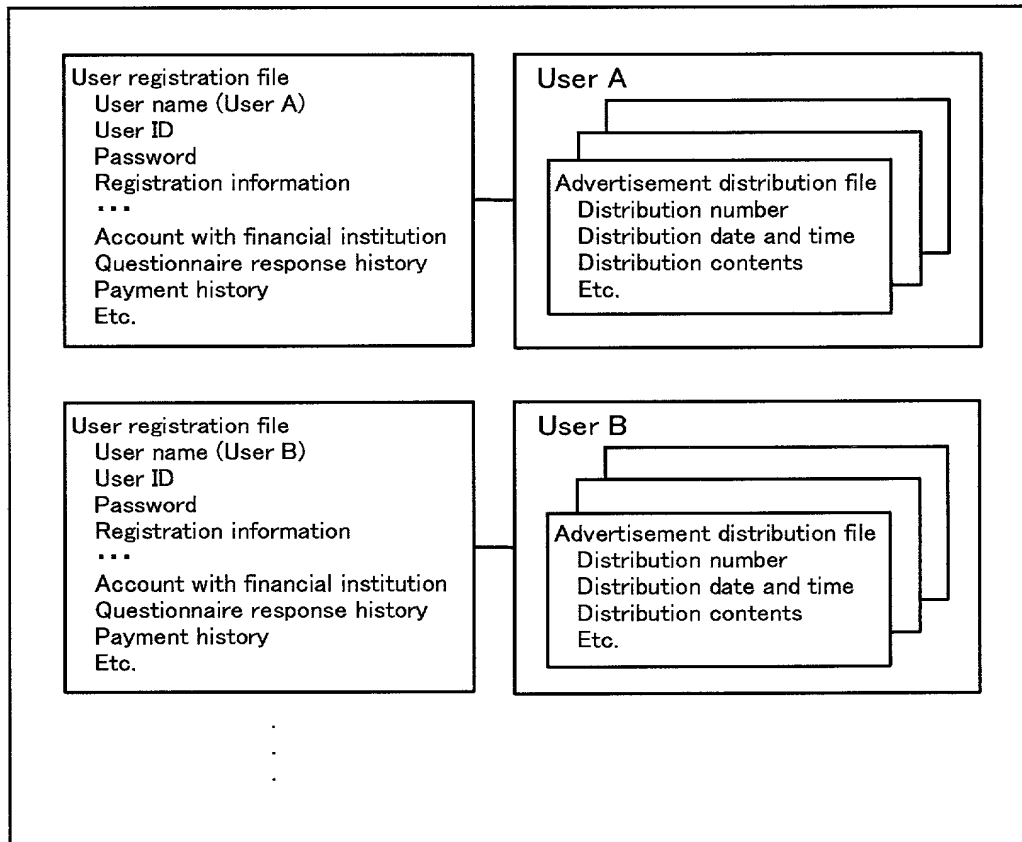 User registration file
User name (User A)
User ID
Password
Registration information
･･･
Account with financial institution
Questionnaire response history
Payment history
Etc.
User A
Advertisement distribution file
Distribution number
Distribution date and time
Distribution contents
Etc.
User registration file
User name (User B)
User ID
Password
Registration information
･･･
Account with financial institution
Questionnaire response history
Payment history
Etc.
User B
Advertisement distribution file
Distribution number
Distribution date and time
Distribution contents
Etc.
.
.
.